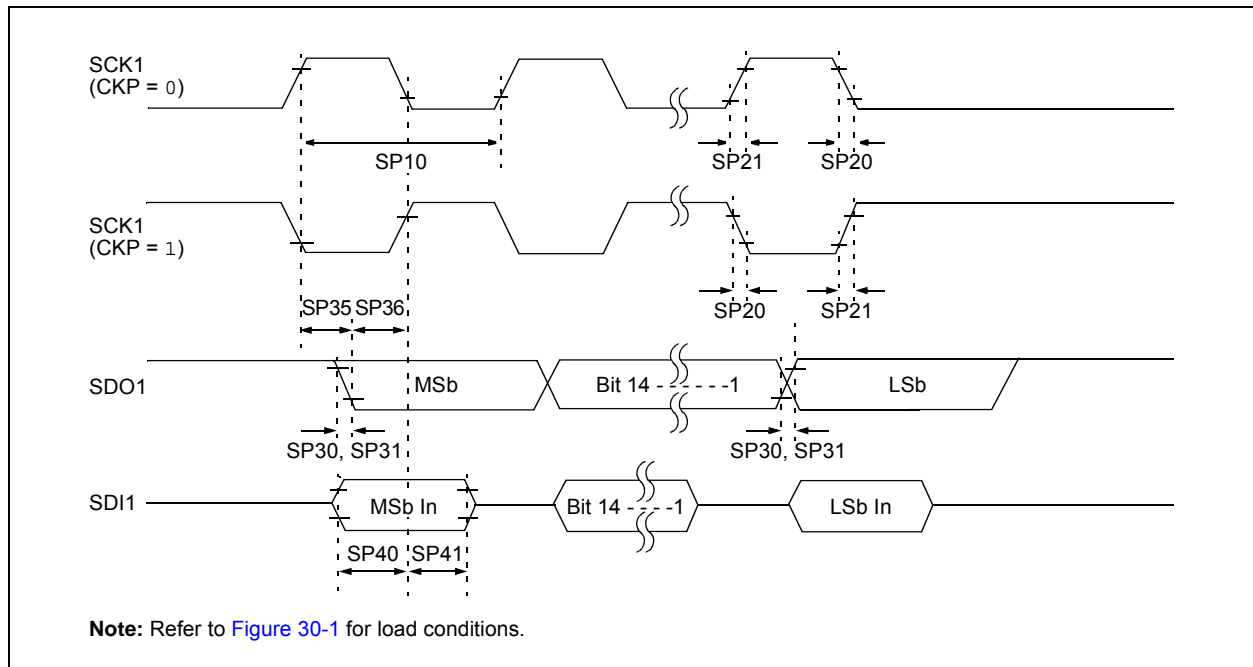 SCK1
(CKP = 0)
SP10
SP21
SP20
SCK1
(CKP = 1)
SP35 SP36
SP20
SP21
SDO1
MSb
Bit 14 - - - - - -1
LSb
SP30, SP31
SP30, SP31
SDI1
MSb In
Bit 14 - - - -1
LSb In
SP40 SP41
Note: Refer to Figure 30-1 for load conditions.